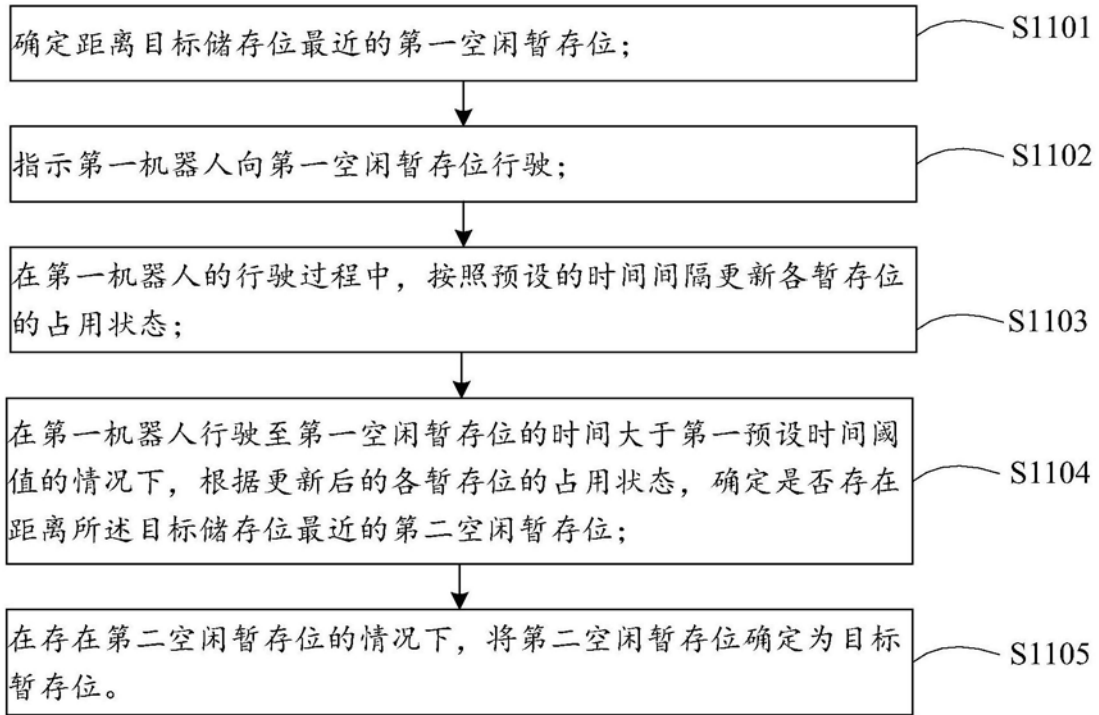 确定距离目标储存位最近的第一空闲暂存位；
S1101
指示第一机器人向第一空闲暂存位行驶；
S1102
在第一机器人的行驶过程中，按照预设的时间间隔更新各暂存位
的占用状态；
S1103
在第一机器人行驶至第一空闲暂存位的时间大于第一预设时间阈
值的情况下，根据更新后的各暂存位的占用状态，确定是否存在
距离所述目标储存位最近的第二空闲暂存位；
S1104
在存在第二空闲暂存位的情况下，将第二空闲暂存位确定为目标
暂存位。
S1105